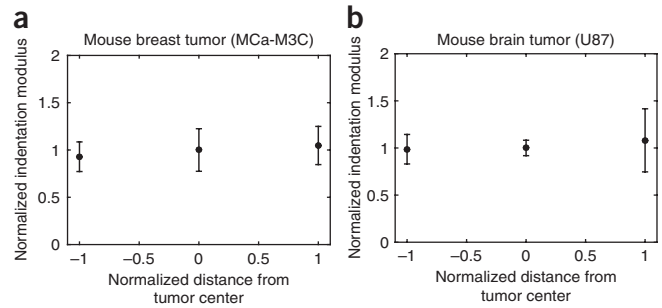 a
Mouse breast tumor (MCa-M3C)
Normalized indentation modulus
2
1.5
1
0.5
0
−1
−0.5
0
0.5
1
Normalized distance from
tumor center
b
Mouse brain tumor (U87)
Normalized indentation modulus
2
1.5
1
0.5
0
−1
−0.5
0
0.5
1
Normalized distance from
tumor center